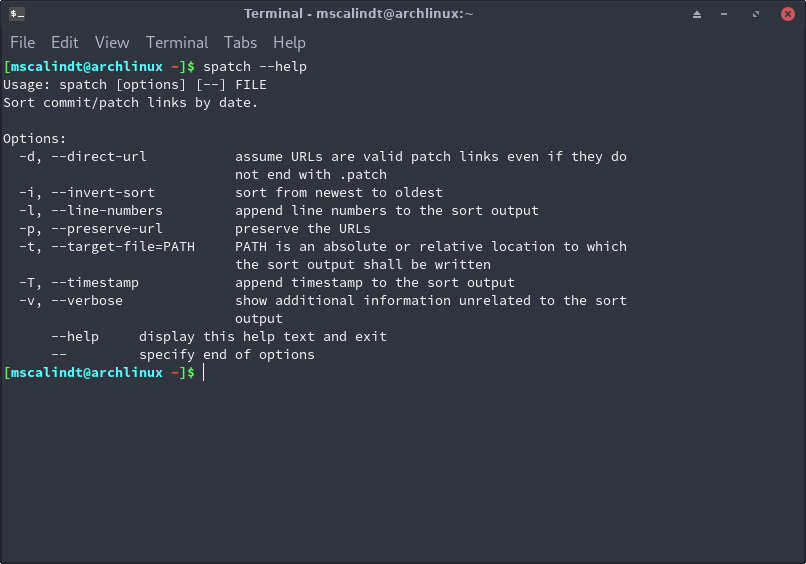 Terminal - mscalindt@archlinux:~
File Edit View Terminal Tabs Help
[mscalindt@archlinux ~]$ spatch --help
Usage: spatch [options] [--] FILE
Sort commit/patch links by date.

Options:
  -d, --direct-url           assume URLs are valid patch links even if they do
                             not end with .patch
  -i, --invert-sort          sort from newest to oldest
  -l, --line-numbers         append line numbers to the sort output
  -p, --preserve-url         preserve the URLs
  -t, --target-file=PATH     PATH is an absolute or relative location to which
                             the sort output shall be written
  -T, --timestamp            append timestamp to the sort output
  -v, --verbose              show additional information unrelated to the sort
                             output
      --help     display this help text and exit
      --         specify end of options
[mscalindt@archlinux ~]$